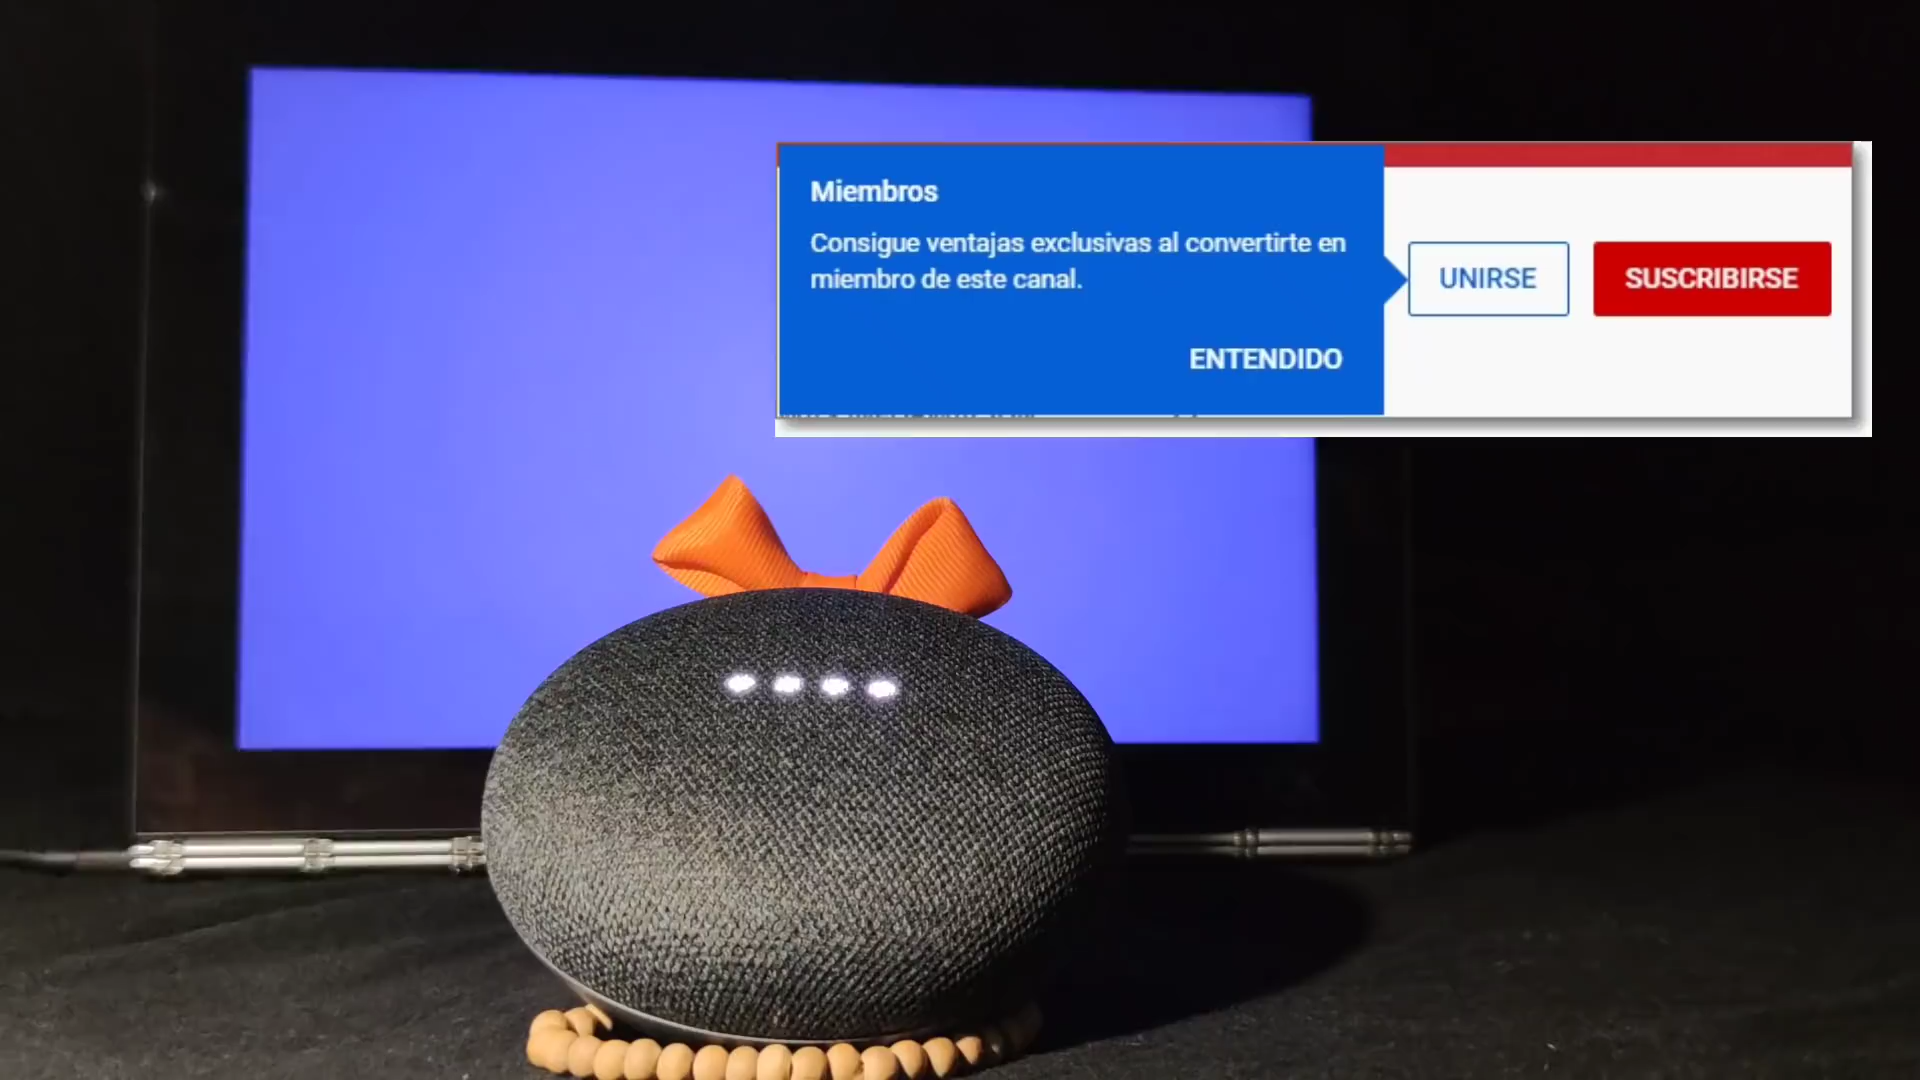 Miembros
Consigue ventajas exclusivas al convertirte en
miembro de este canal.
ENTENDIDO
UNIRSE
SUSCRIBIRSE